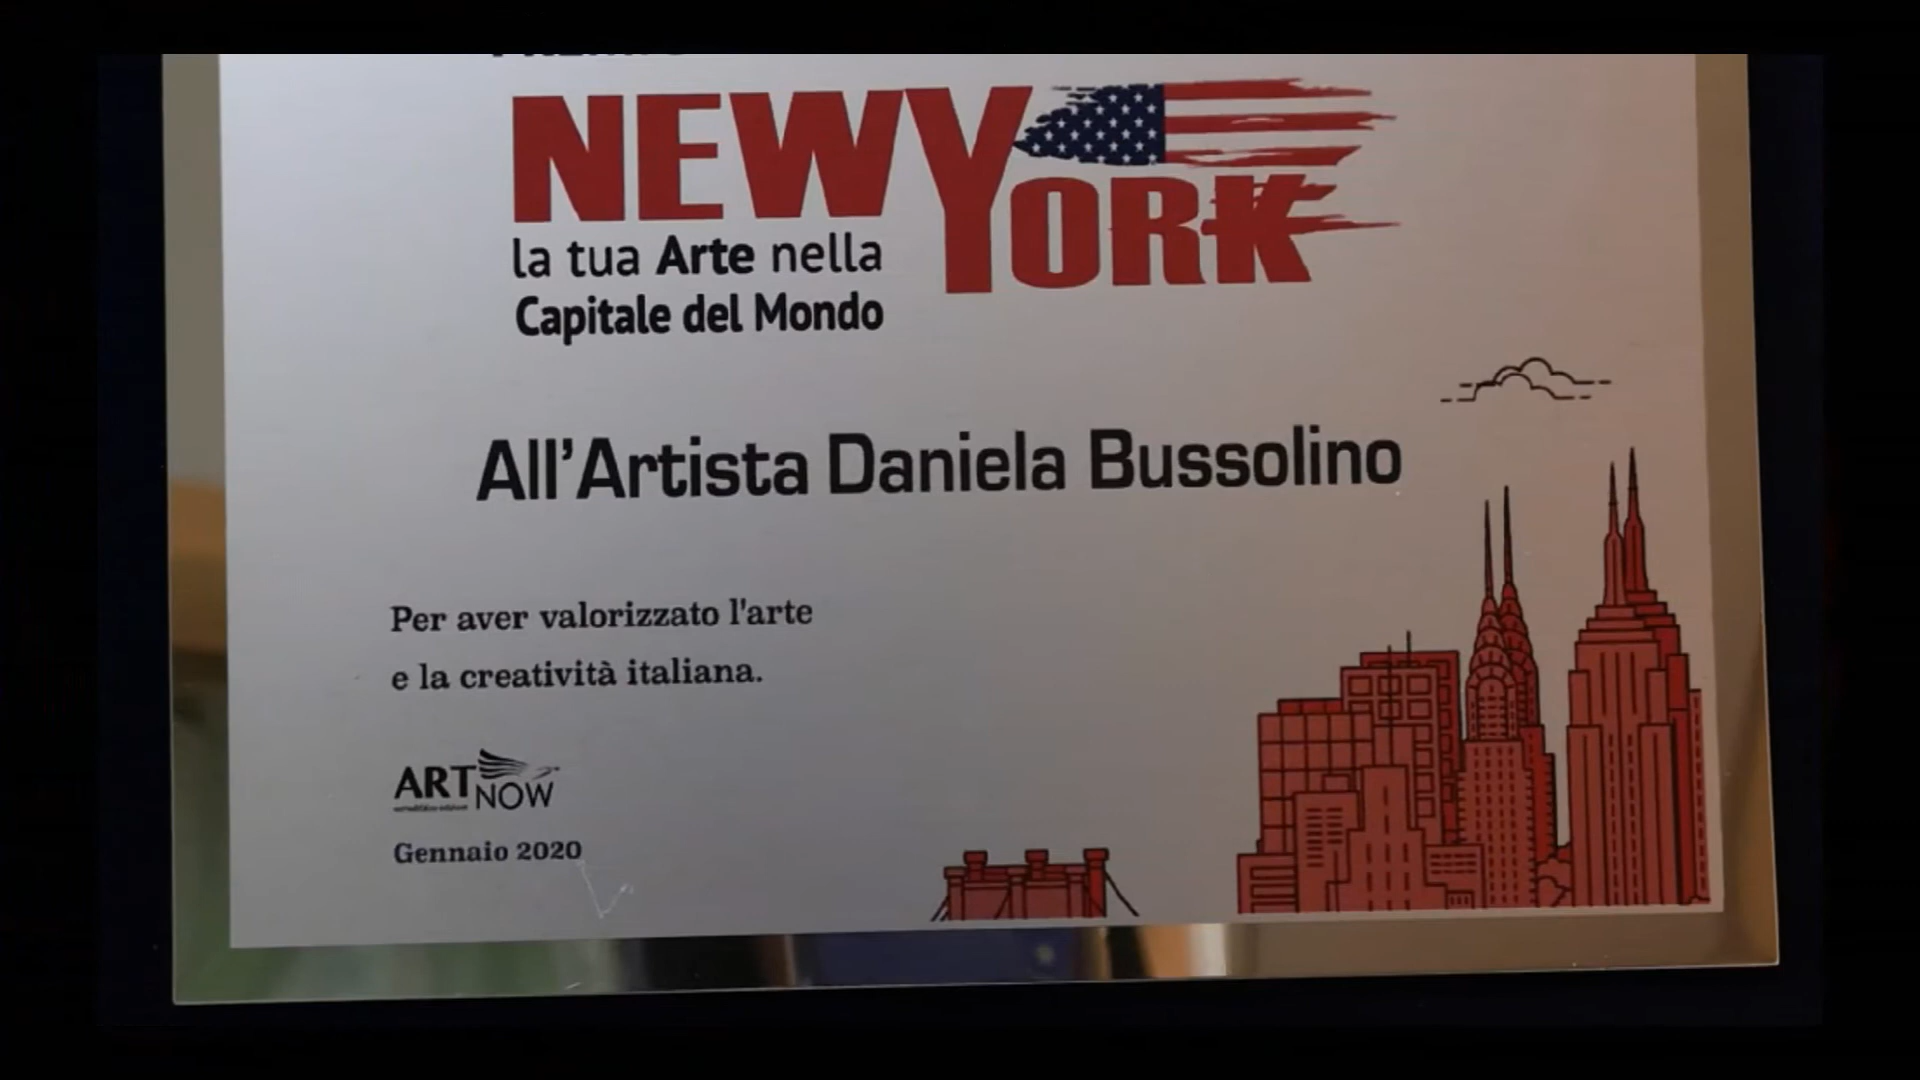 NEW YORK
la tua Arte nella
Capitale del Mondo
All'Artista Daniela Bussolino
Per aver valorizzato l'arte
e la creatività italiana.
ART NOW
Gennaio 2020